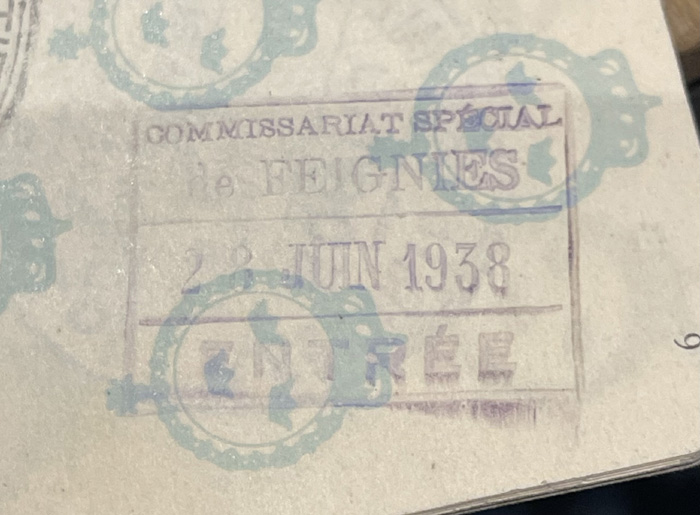 COMMISSARIAT SPÉCIAL
de FEIGNIES
JUIN 1938
ENTRÉE